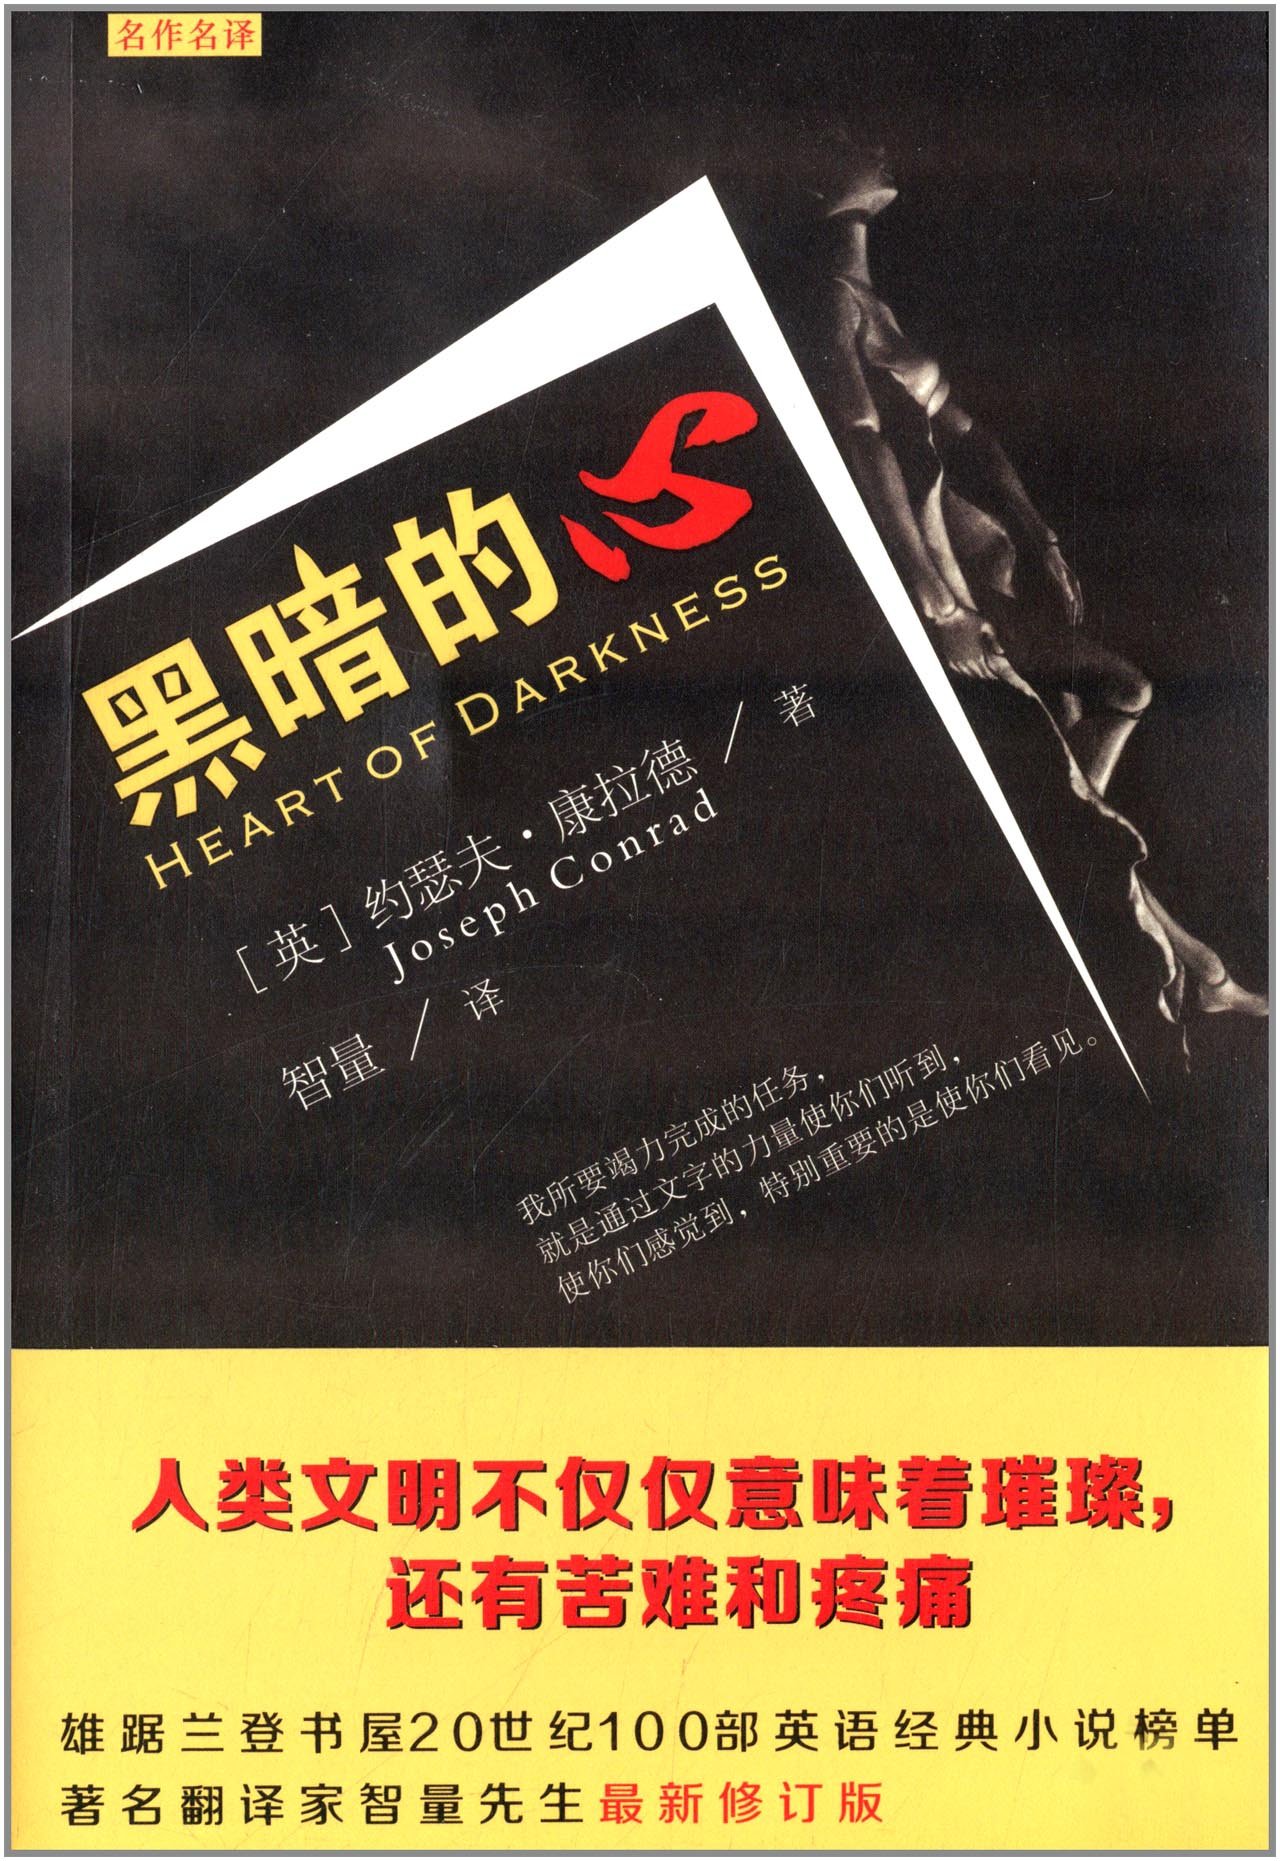 名作名译
黑暗的心
HEART OF DARKNESS
[英]约瑟夫·康拉德／著
Joseph Conrad
智量／译
我所要竭力完成的任务，
就是通过文字的力量使你们听到，
使你们感觉到，特别重要的是使你们看见。
人类文明不仅仅意味着璀璨，
还有苦难和疼痛
雄踞兰登书屋20世纪100部英语经典小说榜单
著名翻译家智量先生最新修订版